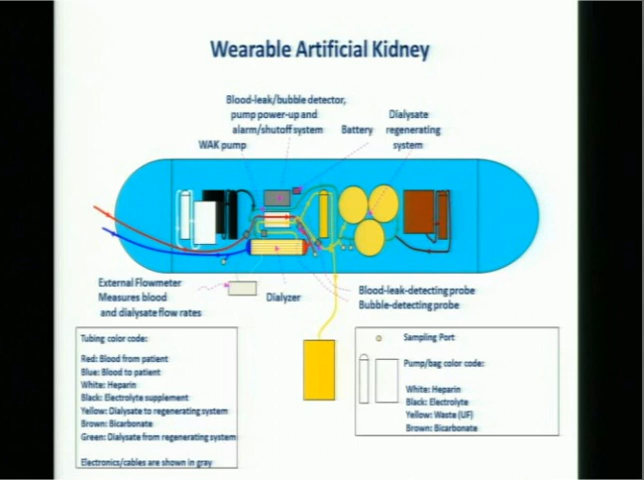 Wearable Artificial Kidney
Blood-leak/bubble detector,
pump power-up and
alarm/shutoff system
WAK pump
Battery
Dialysate
regenerating
system
External Flowmeter
Measures blood
and dialysate flow rates
Dialyzer
Blood-leak-detecting probe
Bubble-detecting probe
Tubing color code:
Red: Blood from patient
Blue: Blood to patient
White: Heparin
Black: Electrolyte supplement
Yellow: Dialysate to regenerating system
Brown: Bicarbonate
Green: Dialysate from regenerating system
Electronics/cables are shown in gray
Sampling Port
Pump/bag color code:
White: Heparin
Black: Electrolyte
Yellow: Waste (UF)
Brown: Bicarbonate